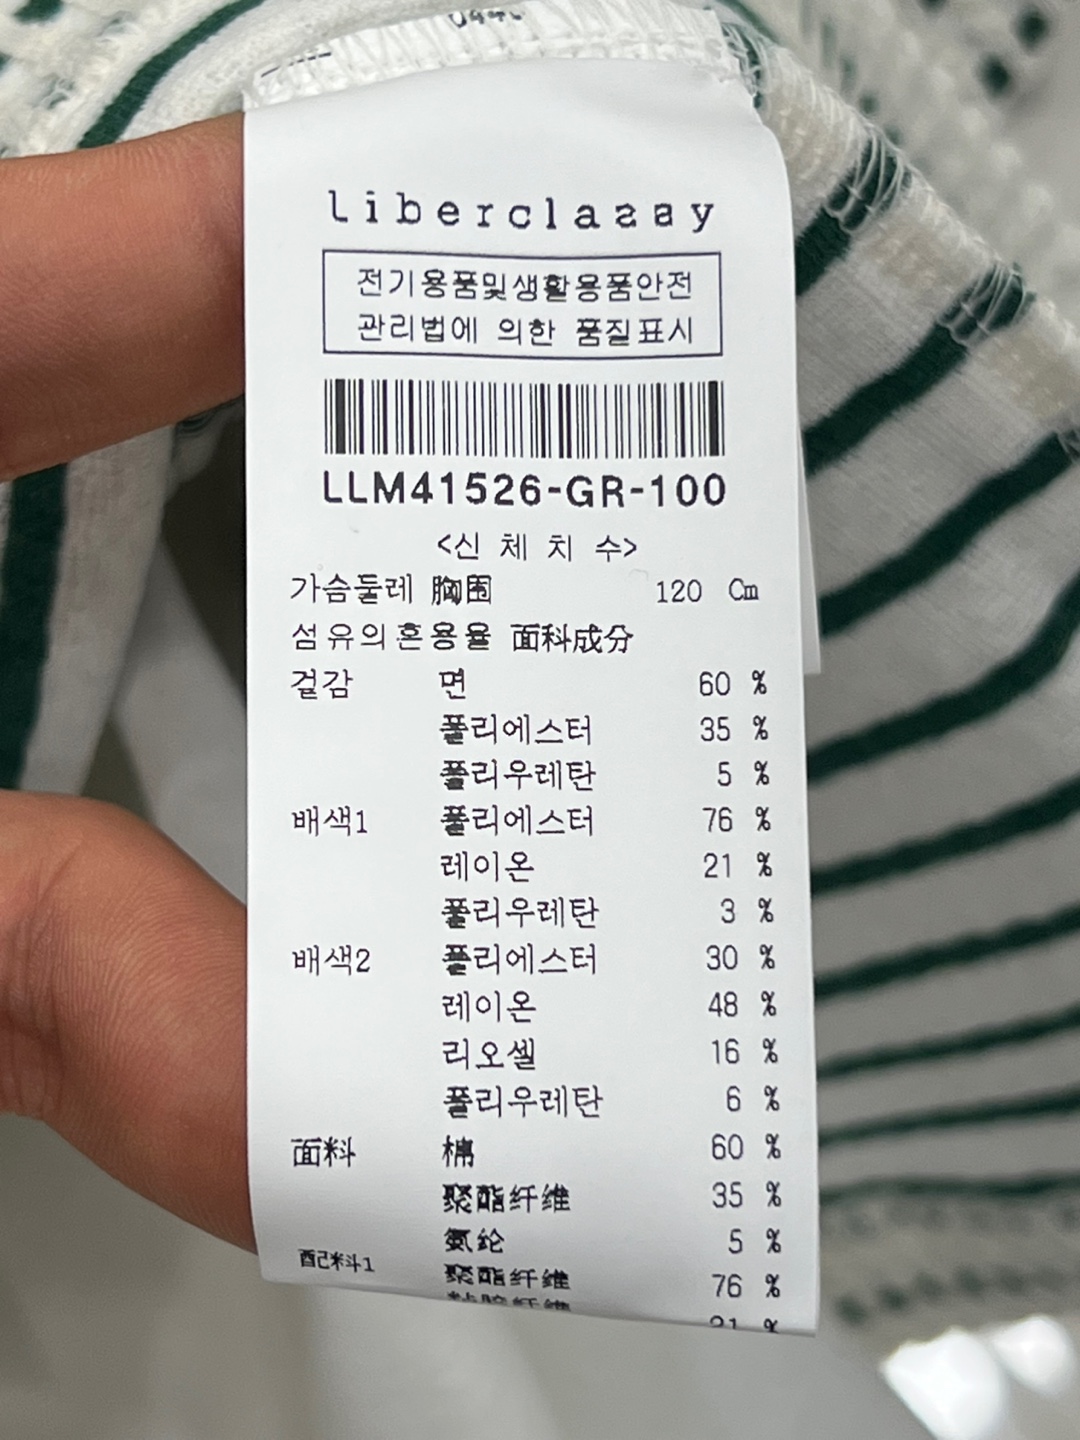 Liberclassy
전기용품및생활용품안전
관리법에 의한 품질표시
LLM41526-GR-100
<신 체 치 수>
가슴둘레 胸围 120 Cm
섬유의혼용율 面料成分
겉감 면 60 %
폴리에스터 35 %
폴리우레탄 5 %
배색1 폴리에스터 76 %
레이온 21 %
폴리우레탄 3 %
배색2 폴리에스터 30 %
레이온 48 %
리오셀 16 %
폴리우레탄 6 %
面料 棉 60 %
聚酯纤维 35 %
氨纶 5 %
配料1 聚酯纤维 76 %
21 %